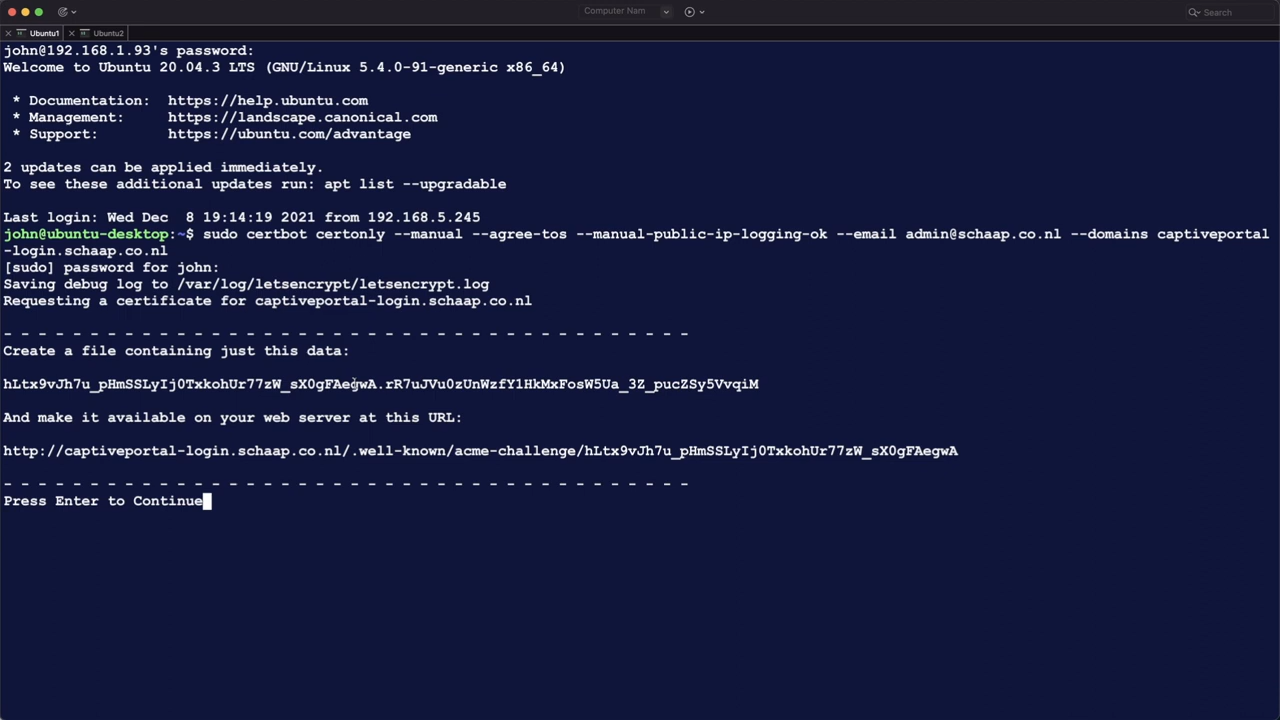 Computer Nam
Search
Ubuntu1
Ubuntu2
john@192.168.1.93's password:
Welcome to Ubuntu 20.04.3 LTS (GNU/Linux 5.4.0-91-generic x86_64)
* Documentation: https://help.ubuntu.com
* Management: https://landscape.canonical.com
* Support: https://ubuntu.com/advantage
2 updates can be applied immediately.
To see these additional updates run: apt list --upgradable
Last login: Wed Dec 8 19:14:19 2021 from 192.168.5.245
john@ubuntu-desktop:~$ sudo certbot certonly --manual --agree-tos --manual-public-ip-logging-ok --email admin@schaap.co.nl --domains captiveportal
-login.schaap.co.nl
[sudo] password for john:
Saving debug log to /var/log/letsencrypt/letsencrypt.log
Requesting a certificate for captiveportal-login.schaap.co.nl
- - - - - - - - - - - - - - - - - - - - - - - - - - - - - - - - - - - - - - - -
Create a file containing just this data:
hLtx9vJh7u_pHmSSLyIj0TxkohUr77zW_sX0gFAegwA.rR7uJVu0zUnWzfY1HkMxFosW5Ua_3Z_pucZSy5VvqiM
And make it available on your web server at this URL:
http://captiveportal-login.schaap.co.nl/.well-known/acme-challenge/hLtx9vJh7u_pHmSSLyIj0TxkohUr77zW_sX0gFAegwA
- - - - - - - - - - - - - - - - - - - - - - - - - - - - - - - - - - - - - - - -
Press Enter to Continue